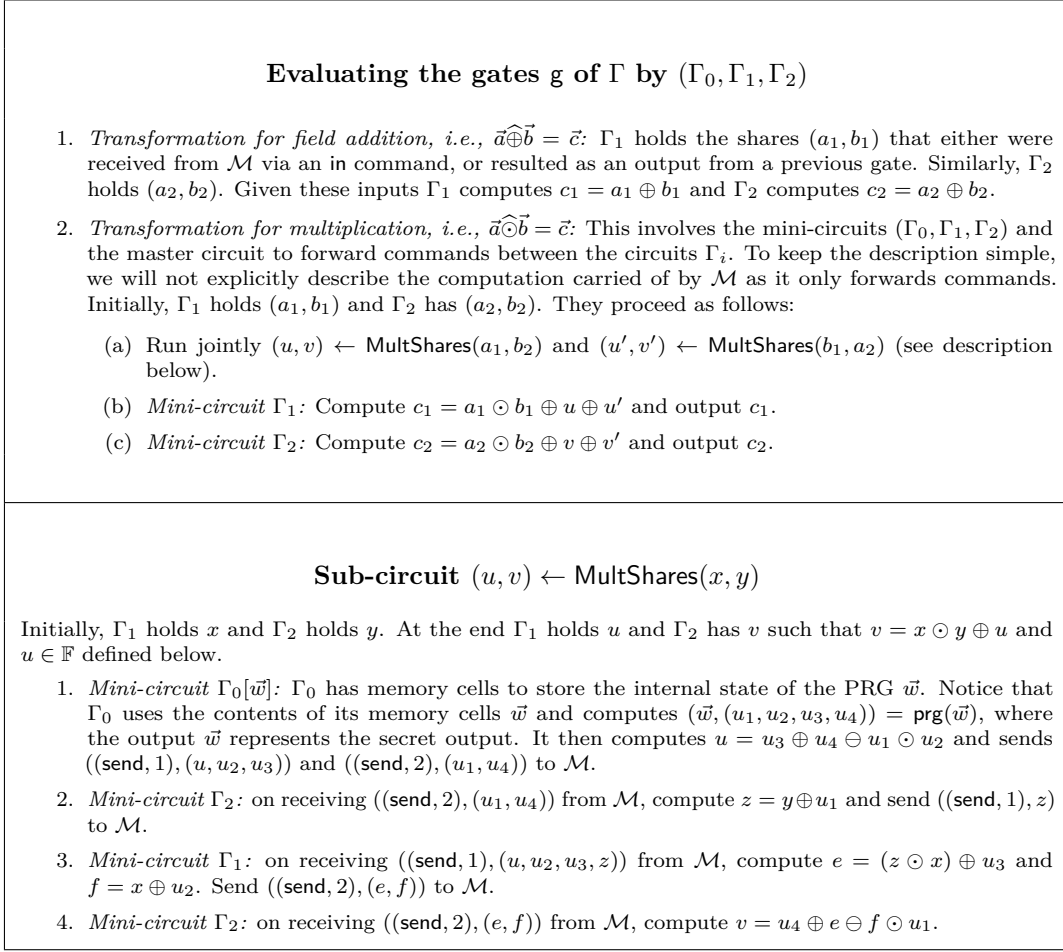 Evaluating the gates g of Γ by (Γ₀, Γ₁, Γ₂)
1. Transformation for field addition, i.e., a⃗⊕̂b⃗ = c⃗: Γ₁ holds the shares (a₁, b₁) that either were
received from ℳ via an in command, or resulted as an output from a previous gate. Similarly, Γ₂
holds (a₂, b₂). Given these inputs Γ₁ computes c₁ = a₁ ⊕ b₁ and Γ₂ computes c₂ = a₂ ⊕ b₂.
2. Transformation for multiplication, i.e., a⃗⊙̂b⃗ = c⃗: This involves the mini-circuits (Γ₀, Γ₁, Γ₂) and
the master circuit to forward commands between the circuits Γᵢ. To keep the description simple,
we will not explicitly describe the computation carried of by ℳ as it only forwards commands.
Initially, Γ₁ holds (a₁, b₁) and Γ₂ has (a₂, b₂). They proceed as follows:
(a) Run jointly (u, v) ← MultShares(a₁, b₂) and (u′, v′) ← MultShares(b₁, a₂) (see description
below).
(b) Mini-circuit Γ₁: Compute c₁ = a₁ ⊙ b₁ ⊕ u ⊕ u′ and output c₁.
(c) Mini-circuit Γ₂: Compute c₂ = a₂ ⊙ b₂ ⊕ v ⊕ v′ and output c₂.
Sub-circuit (u, v) ← MultShares(x, y)
Initially, Γ₁ holds x and Γ₂ holds y. At the end Γ₁ holds u and Γ₂ has v such that v = x ⊙ y ⊕ u and
u ∈ 𝔽 defined below.
1. Mini-circuit Γ₀[w⃗]: Γ₀ has memory cells to store the internal state of the PRG w⃗. Notice that
Γ₀ uses the contents of its memory cells w⃗ and computes (w⃗, (u₁, u₂, u₃, u₄)) = prg(w⃗), where
the output w⃗ represents the secret output. It then computes u = u₃ ⊕ u₄ ⊖ u₁ ⊙ u₂ and sends
((send, 1), (u, u₂, u₃)) and ((send, 2), (u₁, u₄)) to ℳ.
2. Mini-circuit Γ₂: on receiving ((send, 2), (u₁, u₄)) from ℳ, compute z = y⊕u₁ and send ((send, 1), z)
to ℳ.
3. Mini-circuit Γ₁: on receiving ((send, 1), (u, u₂, u₃, z)) from ℳ, compute e = (z ⊙ x) ⊕ u₃ and
f = x ⊕ u₂. Send ((send, 2), (e, f)) to ℳ.
4. Mini-circuit Γ₂: on receiving ((send, 2), (e, f)) from ℳ, compute v = u₄ ⊕ e ⊖ f ⊙ u₁.